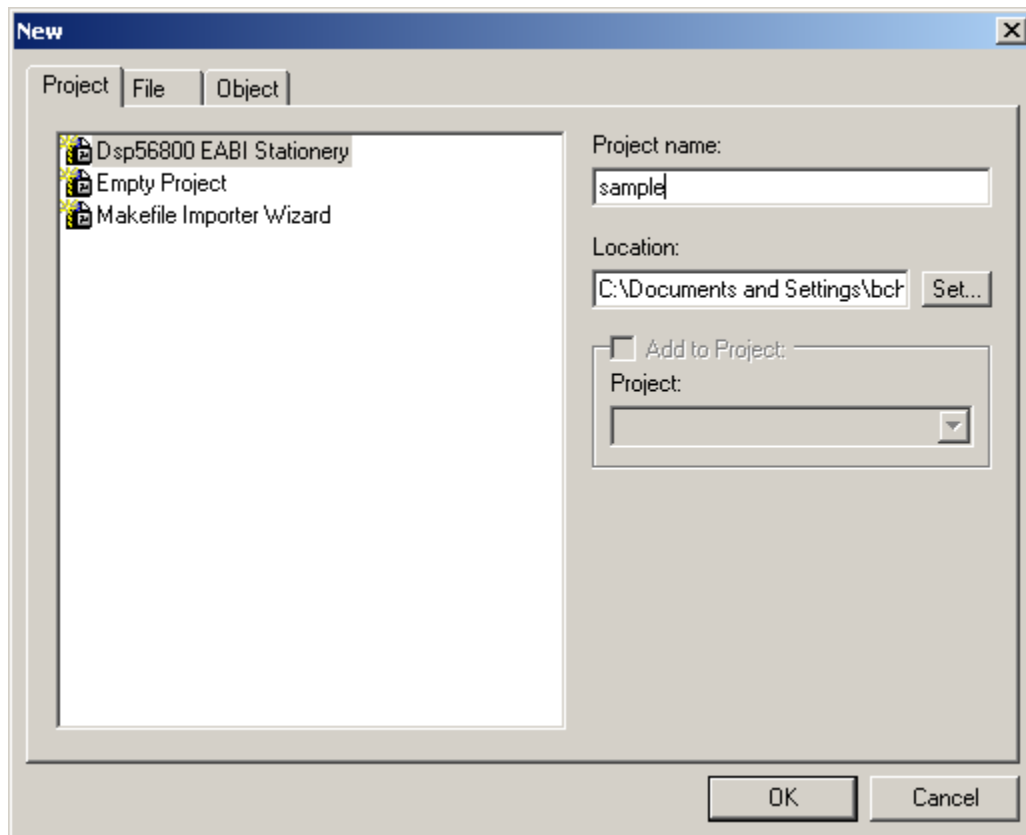 New
Project File Object
Dsp56800 EABI Stationery
Empty Project
Makefile Importer Wizard
Project name:
sample
Location:
C:\Documents and Settings\bch Set...
Add to Project:
Project:
OK Cancel